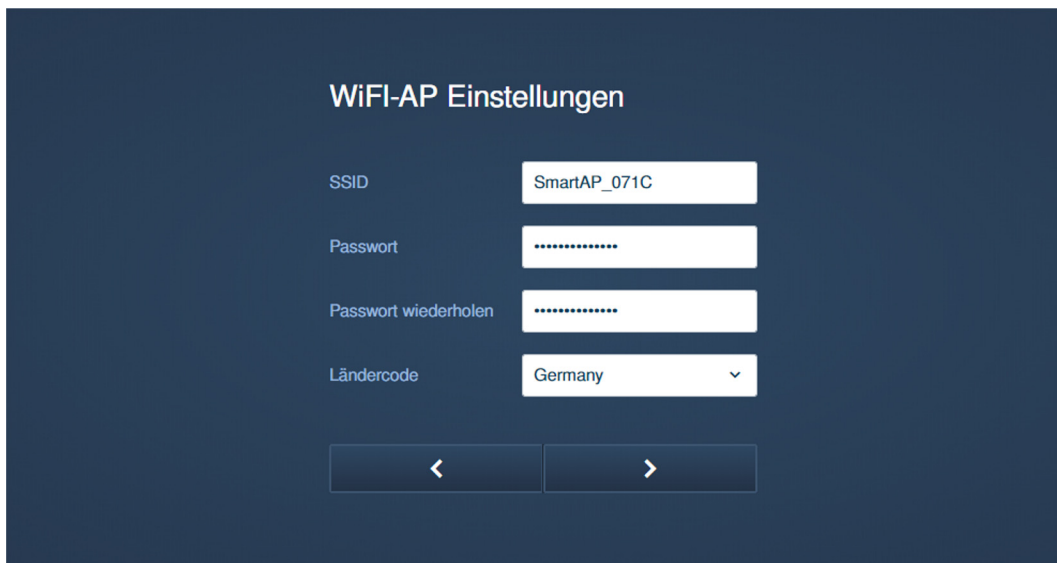 WiFI-AP Einstellungen
SSID
SmartAP_071C
Passwort
••••••••••••••
Passwort wiederholen
••••••••••••••
Ländercode
Germany